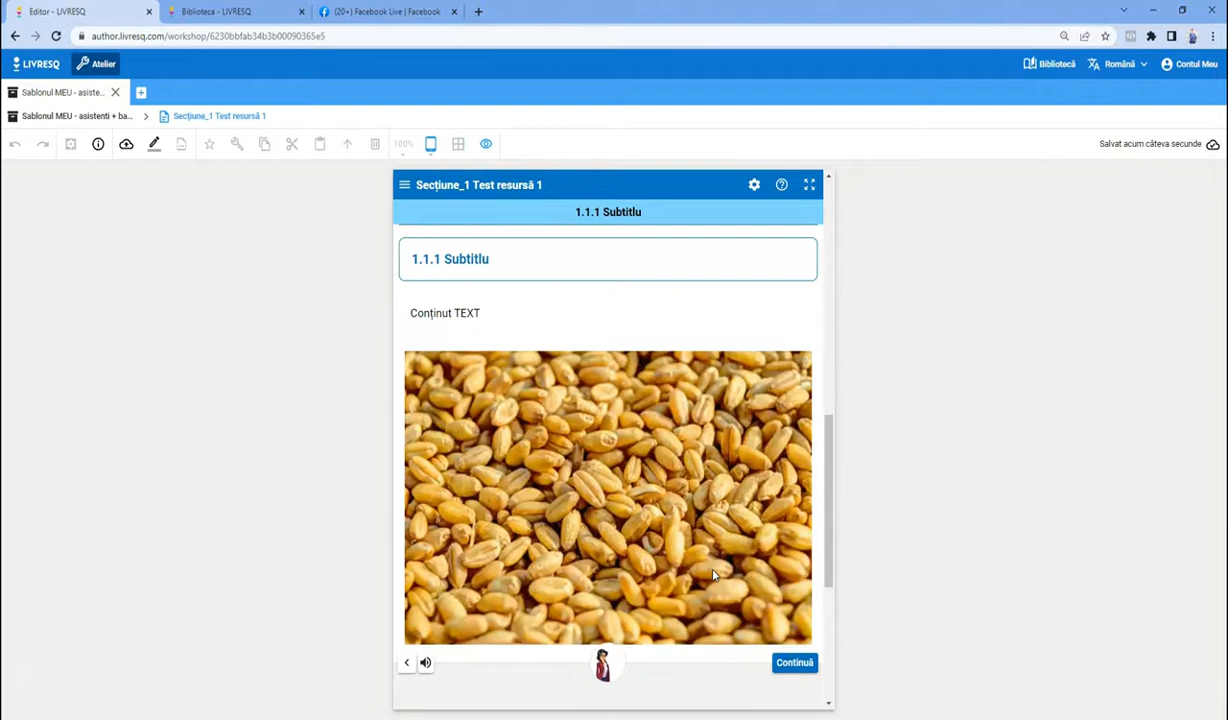 Editor - LIVRESQ
Biblioteca - LIVRESQ
(20+) Facebook Live | Facebook
author.livresq.com/workshop/6230bbfab34b3b00090365e5
LIVRESQ Atelier Bibliotecă Română Contul Meu
Sablonul MEU - asiste...
Sablonul MEU - asistenti + ba... Secțiune_1 Test resursă 1
100% Salvat acum câteva secunde
Secțiune_1 Test resursă 1
1.1.1 Subtitlu
1.1.1 Subtitlu
Conținut TEXT
Continuă